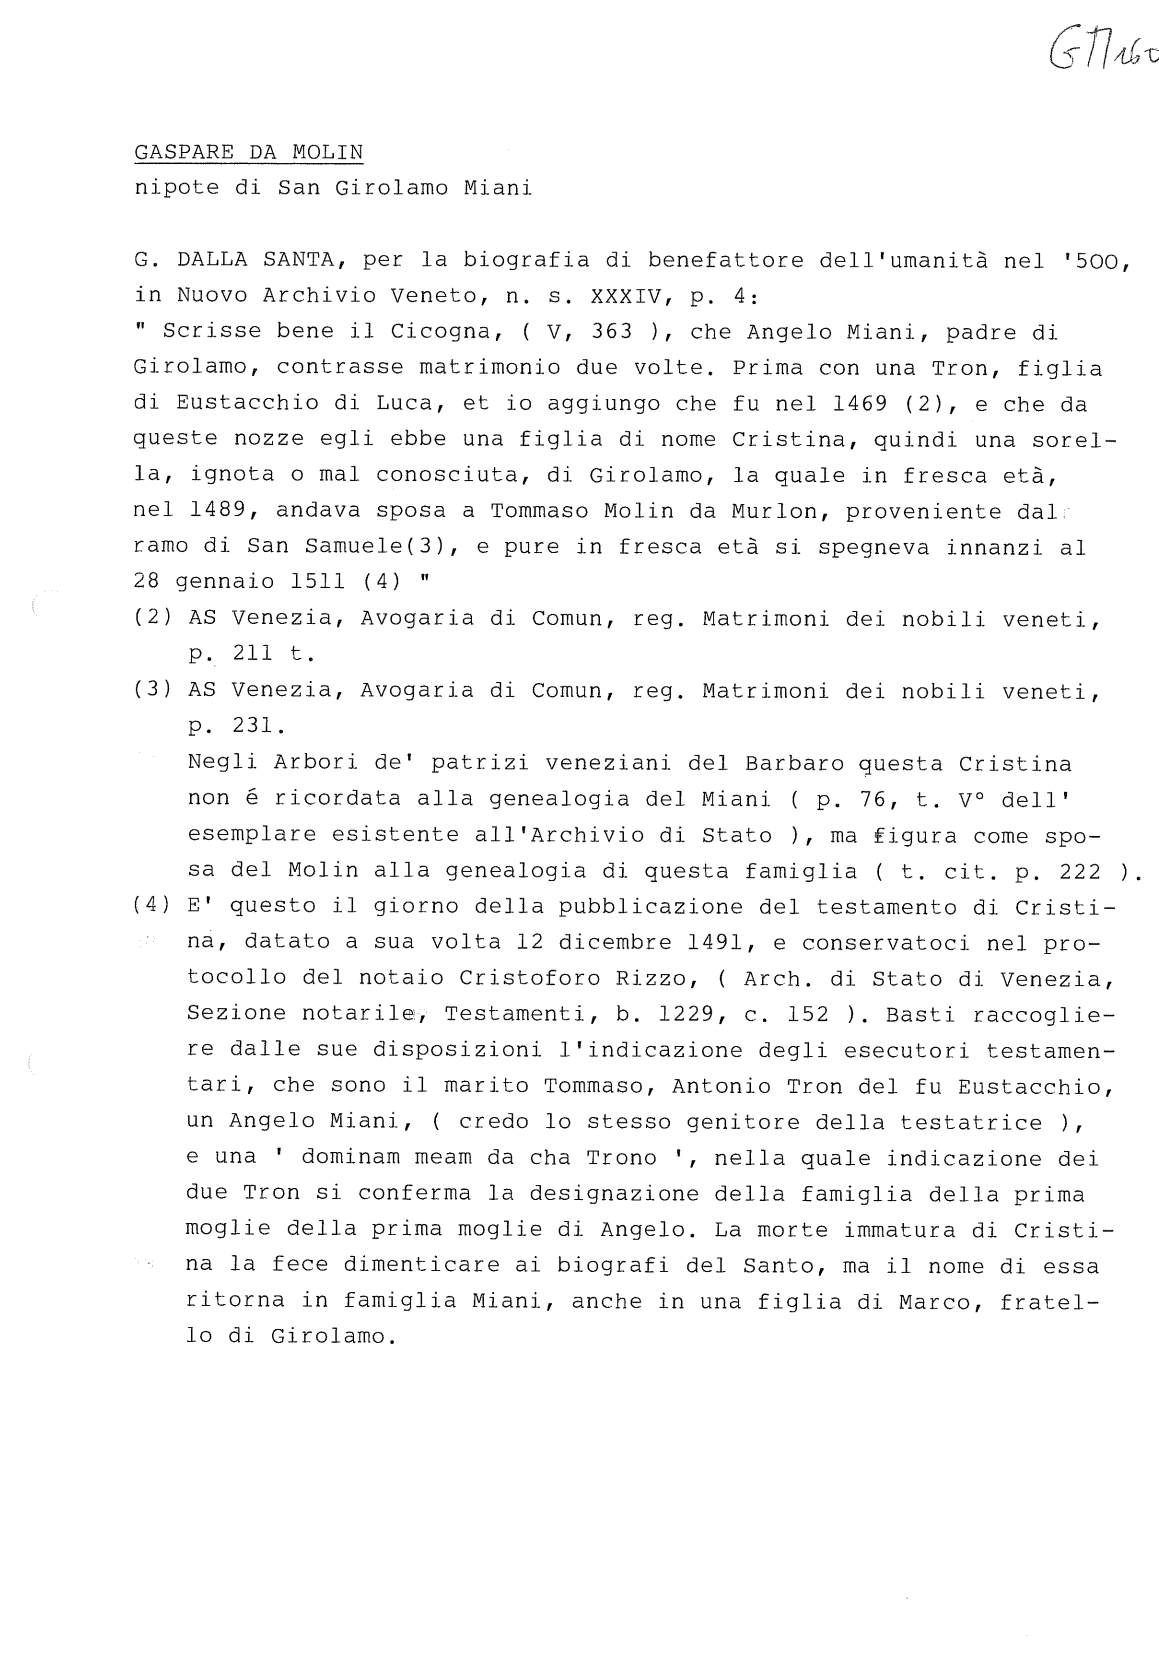 GASPARE DA MOLIN
nipote di San Girolamo Miani
G. DALLA SANTA, per la biografia di benefattore dell'umanità nel '500,
in Nuovo Archivio Veneto, n. s. XXXIV, p. 4:
" Scrisse bene il Cicogna, ( V, 363 ), che Angelo Miani, padre di
Girolamo, contrasse matrimonio due volte. Prima con una Tron, figlia
di Eustacchio di Luca, et io aggiungo che fu nel 1469 (2), e che da
queste nozze egli ebbe una figlia di nome Cristina, quindi una sorel-
la, ignota o mal conosciuta, di Girolamo, la quale in fresca età,
nel 1489, andava sposa a Tommaso Molin da Murlon, proveniente dal
ramo di San Samuele(3), e pure in fresca età si spegneva innanzi al
28 gennaio 1511 (4) "
(2) AS Venezia, Avogaria di Comun, reg. Matrimoni dei nobili veneti,
p. 211 t.
(3) AS Venezia, Avogaria di Comun, reg. Matrimoni dei nobili veneti,
p. 231.
Negli Arbori de' patrizi veneziani del Barbaro questa Cristina
non é ricordata alla genealogia del Miani ( p. 76, t. V° dell'
esemplare esistente all'Archivio di Stato ), ma figura come spo-
sa del Molin alla genealogia di questa famiglia ( t. cit. p. 222 ).
(4) E' questo il giorno della pubblicazione del testamento di Cristi-
na, datato a sua volta 12 dicembre 1491, e conservatoci nel pro-
tocollo del notaio Cristoforo Rizzo, ( Arch. di Stato di Venezia,
Sezione notarile, Testamenti, b. 1229, c. 152 ). Basti raccoglie-
re dalle sue disposizioni l'indicazione degli esecutori testamen-
tari, che sono il marito Tommaso, Antonio Tron del fu Eustacchio,
un Angelo Miani, ( credo lo stesso genitore della testatrice ),
e una ' dominam meam da cha Trono ', nella quale indicazione dei
due Tron si conferma la designazione della famiglia della prima
moglie della prima moglie di Angelo. La morte immatura di Cristi-
na la fece dimenticare ai biografi del Santo, ma il nome di essa
ritorna in famiglia Miani, anche in una figlia di Marco, fratel-
lo di Girolamo.